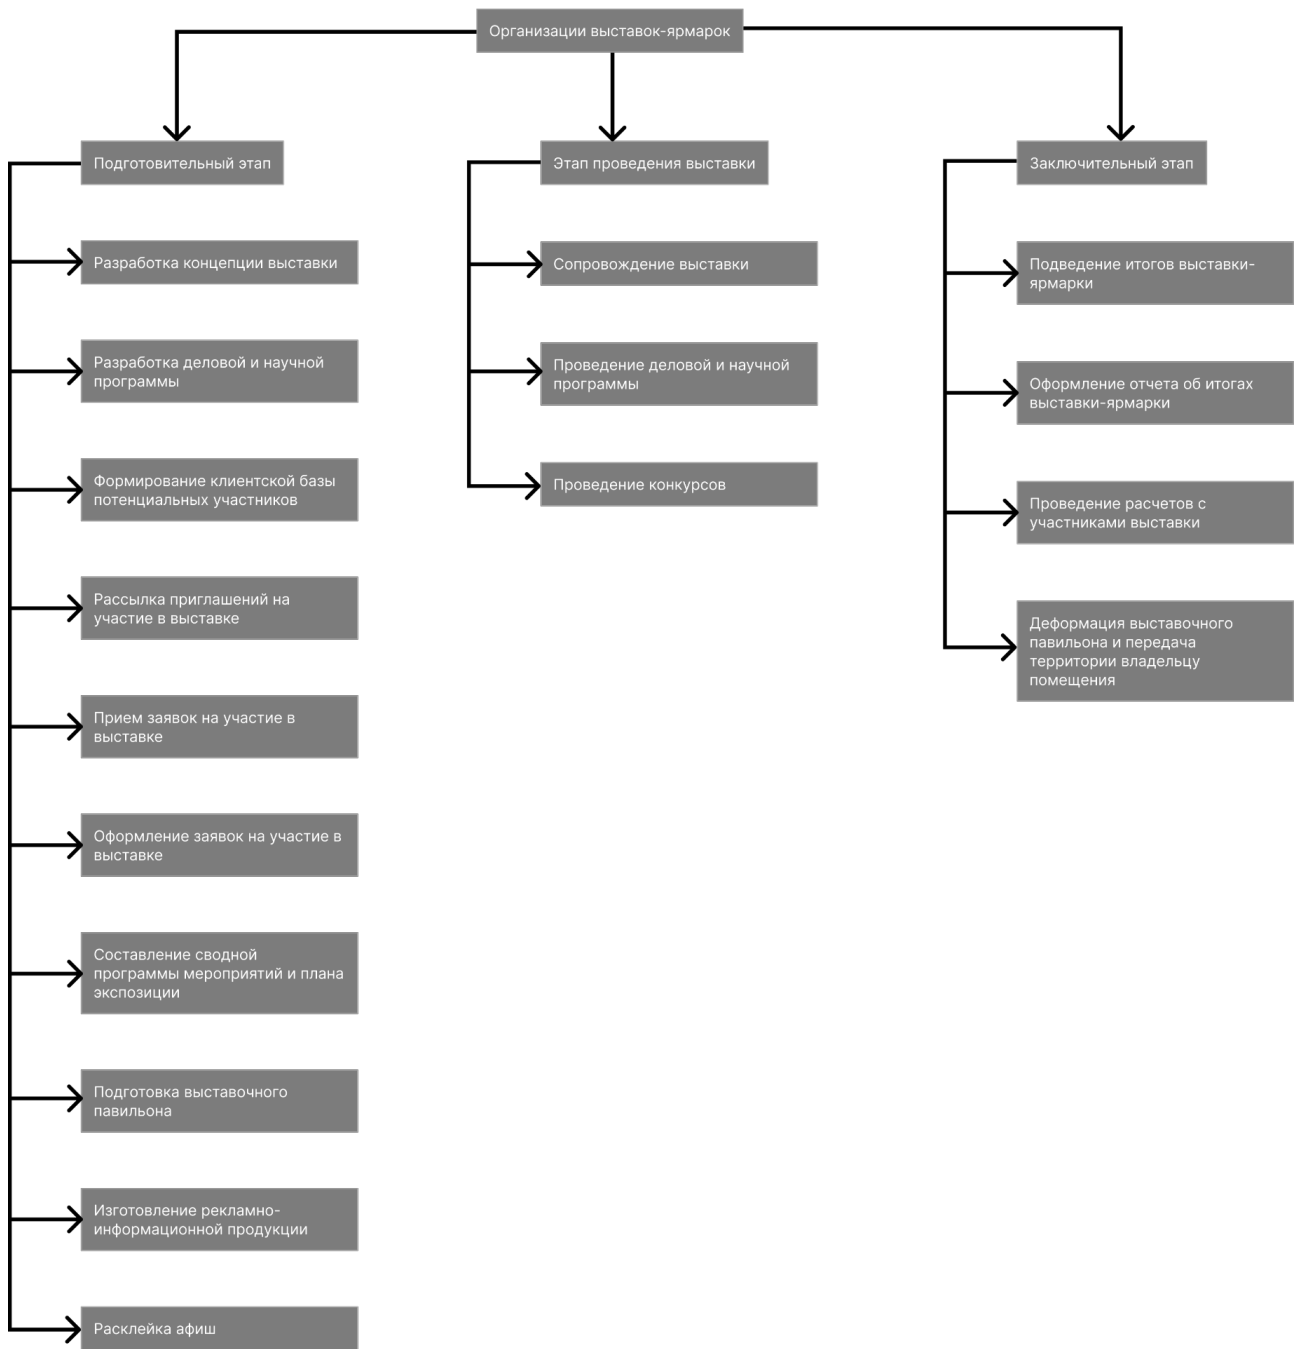 Организации выставок-ярмарок
Подготовительный этап
Разработка концепции выставки
Разработка деловой и научной
программы
Формирование клиентской базы
потенциальных участников
Рассылка приглашений на
участие в выставке
Прием заявок на участие в
выставке
Оформление заявок на участие в
выставке
Составление сводной
программы мероприятий и плана
экспозиции
Подготовка выставочного
павильона
Изготовление рекламно-
информационной продукции
Расклейка афиш
Этап проведения выставки
Сопровождение выставки
Проведение деловой и научной
программы
Проведение конкурсов
Заключительный этап
Подведение итогов выставки-
ярмарки
Оформление отчета об итогах
выставки-ярмарки
Проведение расчетов с
участниками выставки
Деформация выставочного
павильона и передача
территории владельцу
помещения